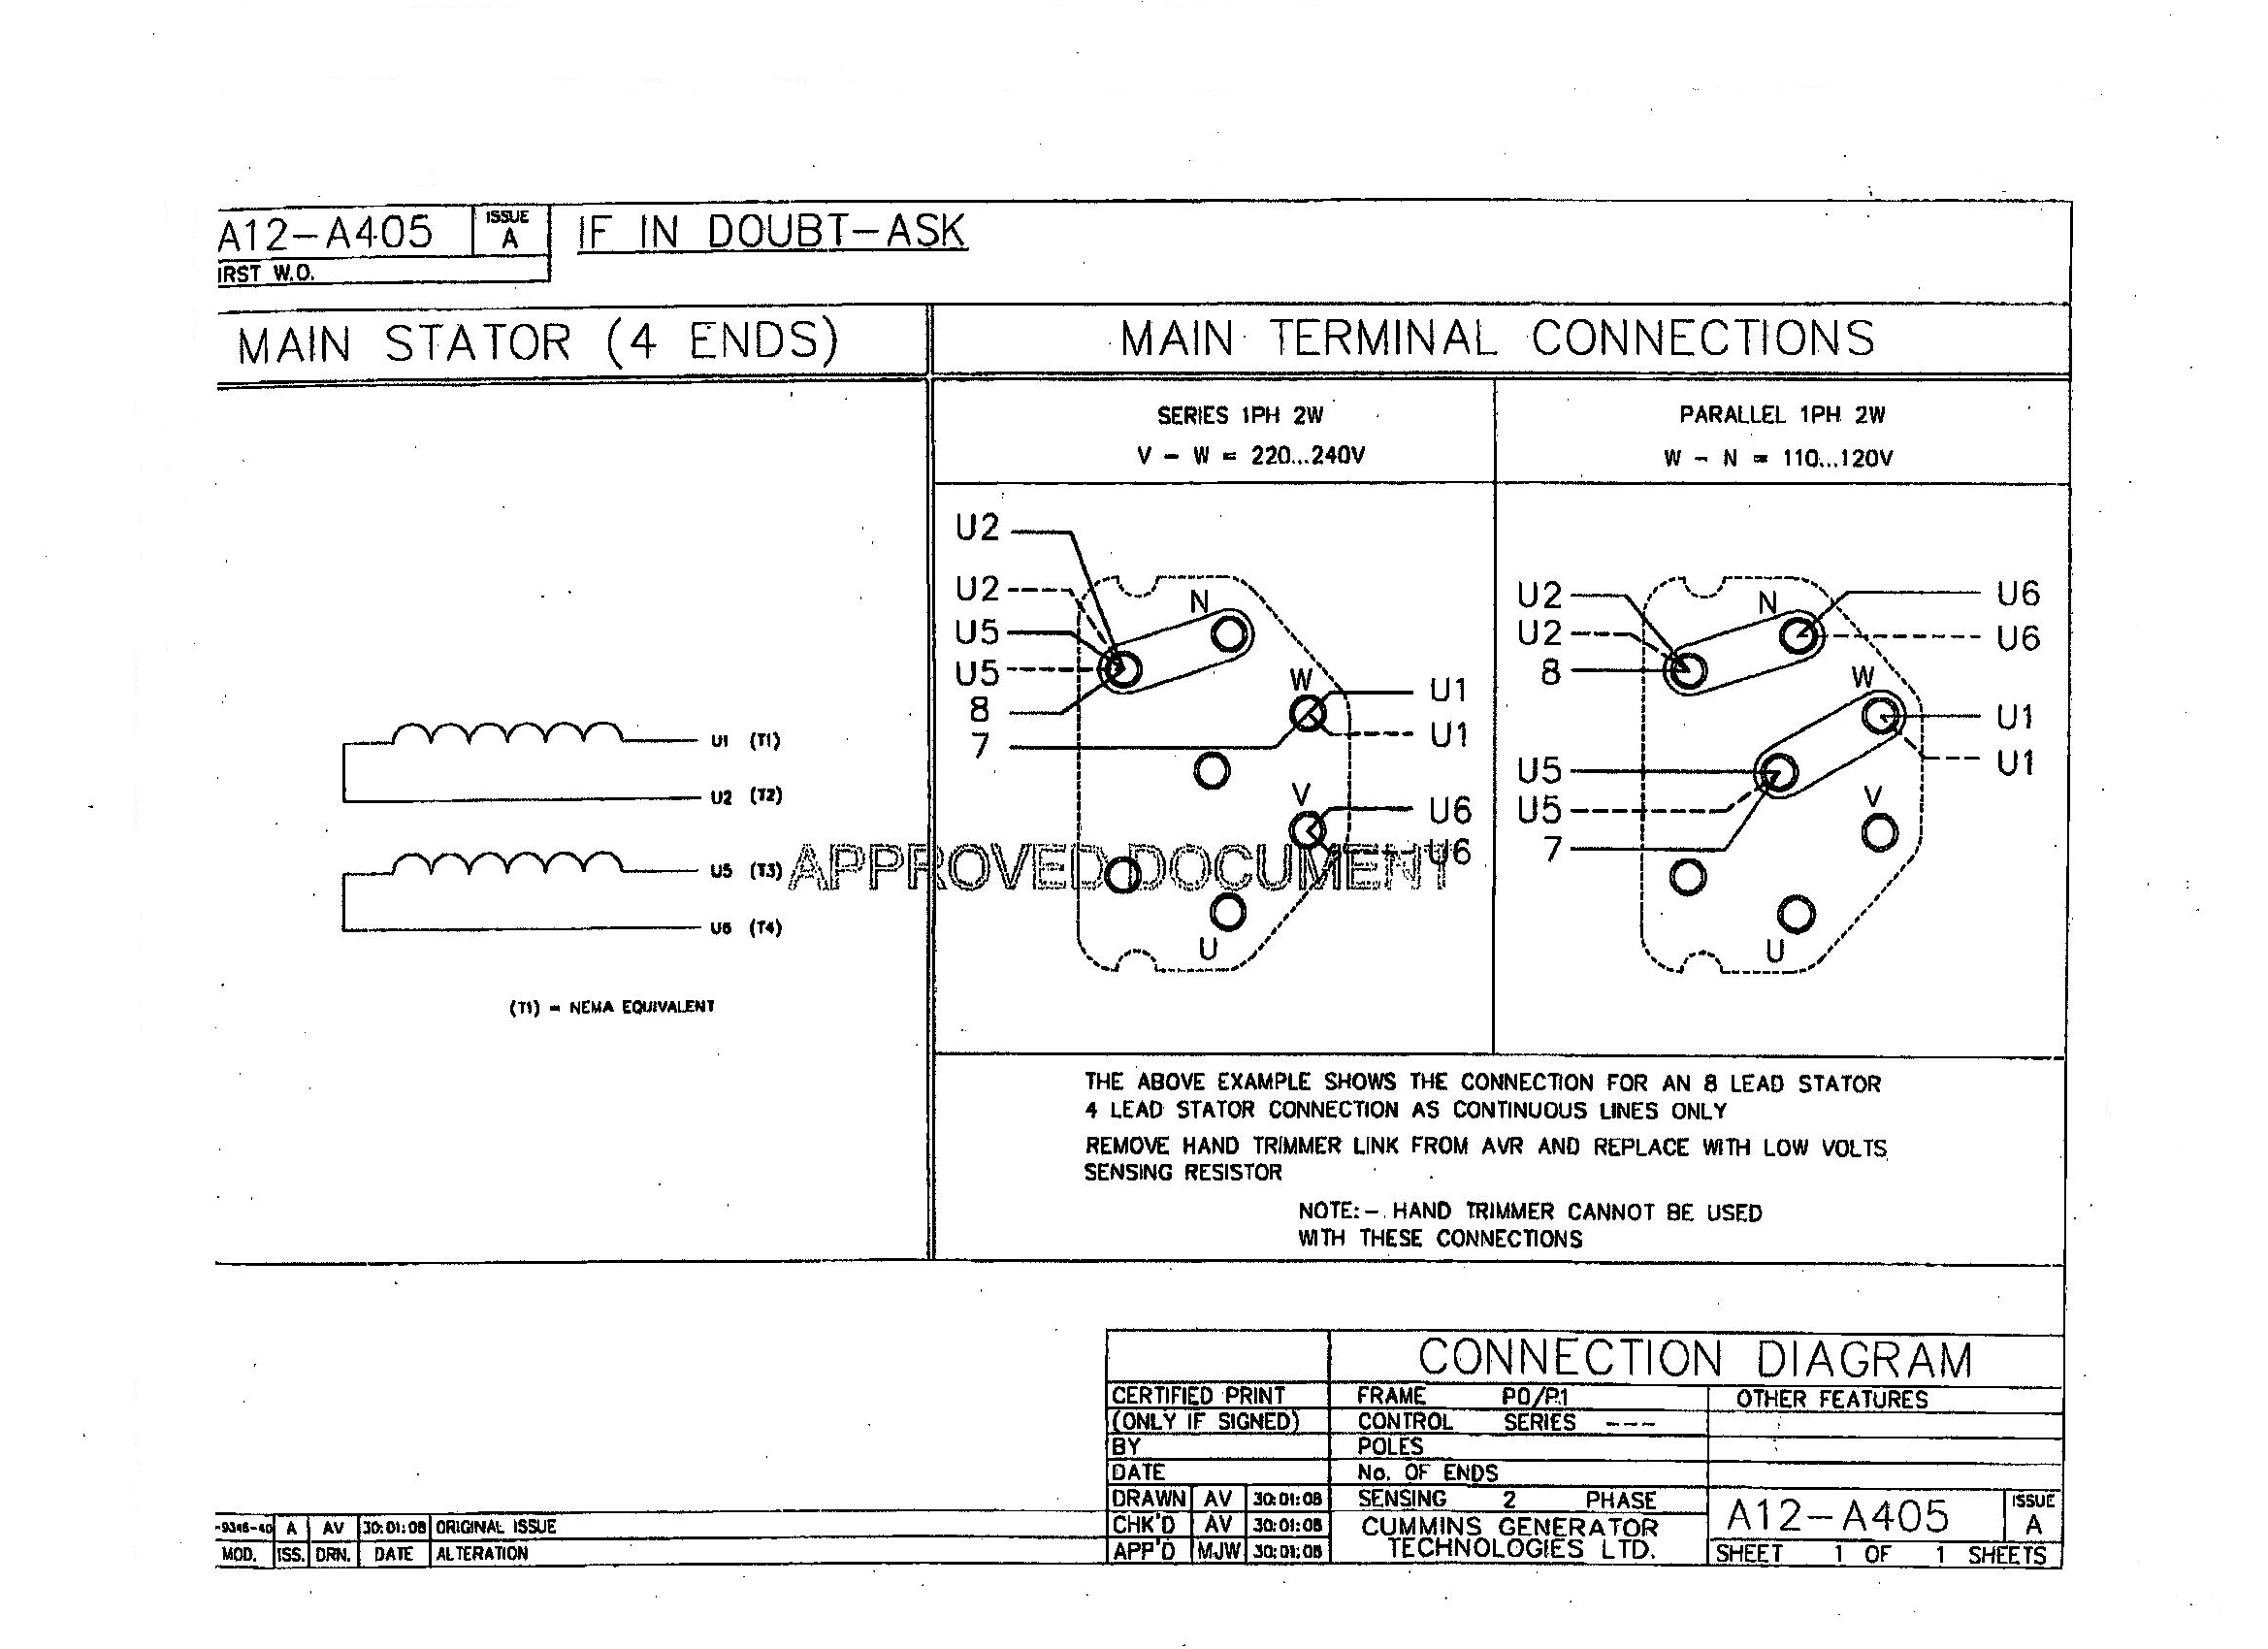 A12-A405
ISSUE
A
IF IN DOUBT-ASK
IRST W.O.
MAIN STATOR (4 ENDS)
MAIN TERMINAL CONNECTIONS
SERIES 1PH 2W
V - W = 220...240V
PARALLEL 1PH 2W
W - N = 110...120V
U2
U2
U5
U5
8
7
N
W
V
U
U1
U1
U6
U6
U2
U2
8
U5
U5
7
N
W
V
U
U6
U6
U1
U1
U1 (T1)
U2 (T2)
U5 (T3)
U6 (T4)
(T1) = NEMA EQUIVALENT
APPROVED DOCUMENT
THE ABOVE EXAMPLE SHOWS THE CONNECTION FOR AN 8 LEAD STATOR
4 LEAD STATOR CONNECTION AS CONTINUOUS LINES ONLY
REMOVE HAND TRIMMER LINK FROM AVR AND REPLACE WITH LOW VOLTS
SENSING RESISTOR
NOTE:- HAND TRIMMER CANNOT BE USED
WITH THESE CONNECTIONS
CONNECTION DIAGRAM
CERTIFIED PRINT
(ONLY IF SIGNED)
BY
DATE
DRAWN AV 30:01:08
CHK'D AV 30:01:08
APP'D MJW 30:01:08
FRAME P0/P1
CONTROL SERIES ---
POLES
No. OF ENDS
SENSING 2 PHASE
CUMMINS GENERATOR
TECHNOLOGIES LTD.
OTHER FEATURES
A12-A405
ISSUE
A
SHEET 1 OF 1 SHEETS
A AV 30:01:08 ORIGINAL ISSUE
MOD. ISS. DRN. DATE ALTERATION